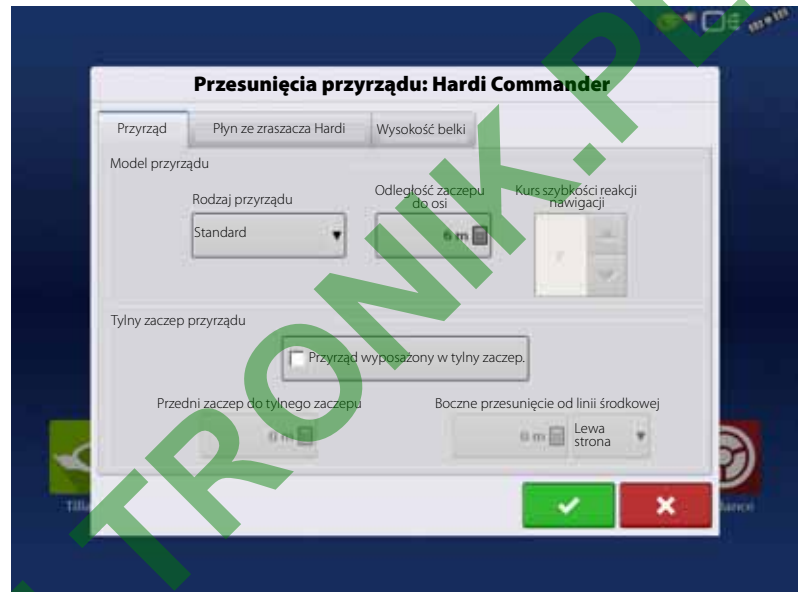 Przesunięcia przyrządu: Hardi Commander
Przyrząd
Płyn ze zraszacza Hardi
Wysokość belki
Model przyrządu
Rodzaj przyrządu
Odległość zaczepu
do osi
Kurs szybkości reakcji
nawigacji
Standard
6 m
Tylny zaczep przyrządu
Przyrząd wyposażony w tylny zaczep.
Przedni zaczep do tylnego zaczepu
Boczne przesunięcie od linii środkowej
0 m
0 m
Lewa
strona
TRONIK.PL